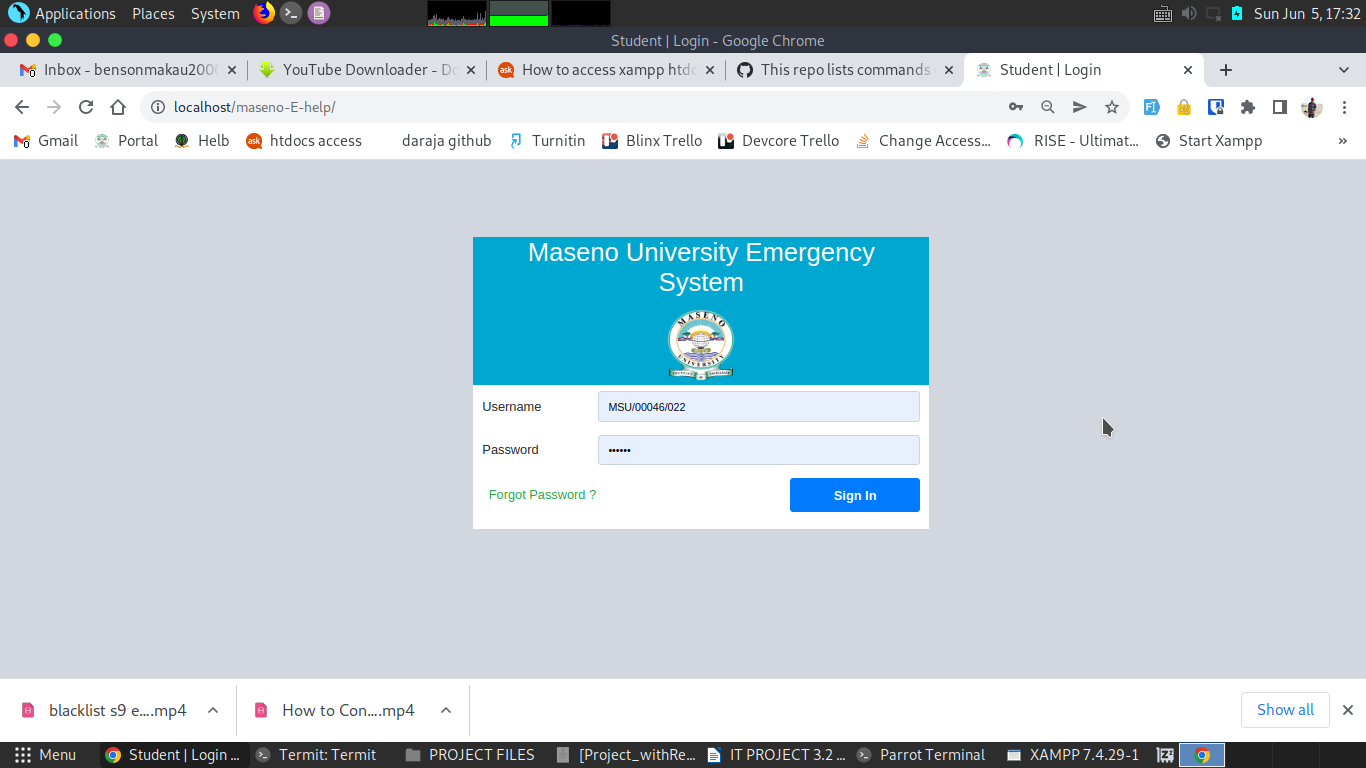 Applications Places System Sun Jun 5, 17:32
Student | Login - Google Chrome
Inbox - bensonmakau200 YouTube Downloader - Do How to access xampp htdo This repo lists commands Student | Login
localhost/maseno-E-help/
Gmail Portal Helb htdocs access daraja github Turnitin Blinx Trello Devcore Trello Change Access... RISE - Ultimat... Start Xampp »
Maseno University Emergency
System
MASENO
UNIVERSITY
Username MSU/00046/022
Password ••••••
Forgot Password ? Sign In
blacklist s9 e....mp4 How to Con....mp4 Show all
Menu Student | Login ... Termit: Termit PROJECT FILES [Project_withRe... IT PROJECT 3.2 ... Parrot Terminal XAMPP 7.4.29-1